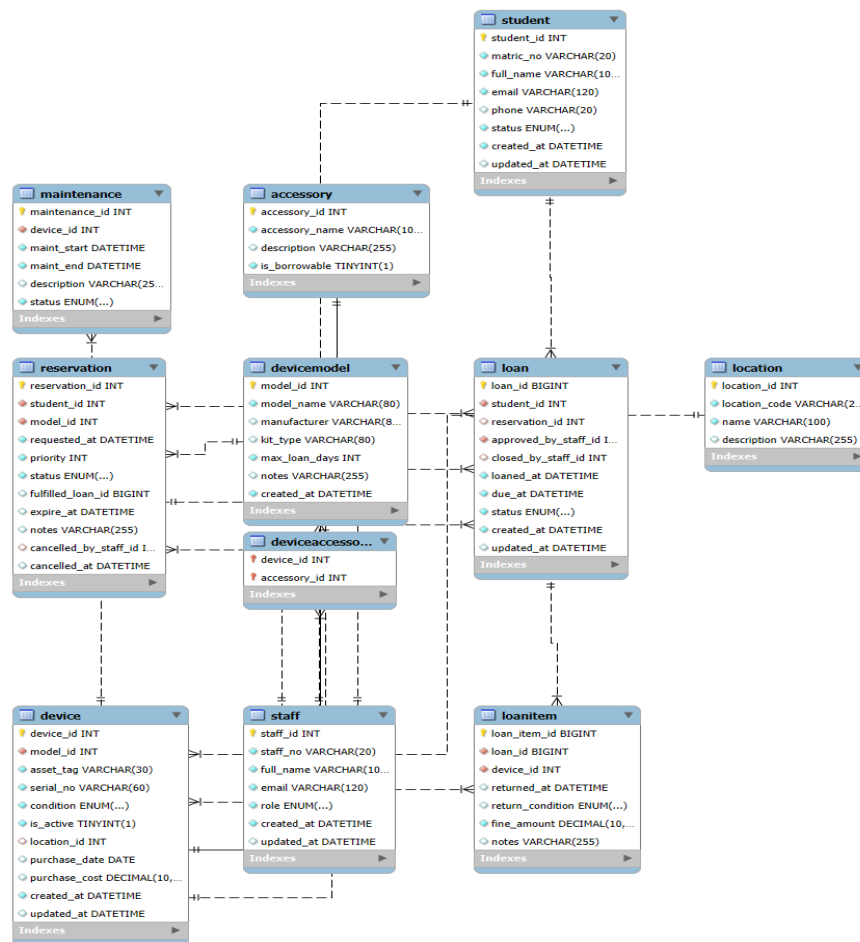 student
student_id INT
matric_no VARCHAR(20)
full_name VARCHAR(10...
email VARCHAR(120)
phone VARCHAR(20)
status ENUM(...)
created_at DATETIME
updated_at DATETIME
Indexes
maintenance
maintenance_id INT
device_id INT
maint_start DATETIME
maint_end DATETIME
description VARCHAR(25...
status ENUM(...)
Indexes
accessory
accessory_id INT
accessory_name VARCHAR(10...
description VARCHAR(255)
is_borrowable TINYINT(1)
Indexes
reservation
reservation_id INT
student_id INT
model_id INT
requested_at DATETIME
priority INT
status ENUM(...)
fulfilled_loan_id BIGINT
expire_at DATETIME
notes VARCHAR(255)
cancelled_by_staff_id I...
cancelled_at DATETIME
Indexes
devicemodel
model_id INT
model_name VARCHAR(80)
manufacturer VARCHAR(8...
kit_type VARCHAR(80)
max_loan_days INT
notes VARCHAR(255)
created_at DATETIME
Indexes
deviceaccesso...
device_id INT
accessory_id INT
Indexes
loan
loan_id BIGINT
student_id INT
reservation_id INT
approved_by_staff_id I...
closed_by_staff_id INT
loaned_at DATETIME
due_at DATETIME
status ENUM(...)
created_at DATETIME
updated_at DATETIME
Indexes
location
location_id INT
location_code VARCHAR(2...
name VARCHAR(100)
description VARCHAR(255)
Indexes
device
device_id INT
model_id INT
asset_tag VARCHAR(30)
serial_no VARCHAR(60)
condition ENUM(...)
is_active TINYINT(1)
location_id INT
purchase_date DATE
purchase_cost DECIMAL(10,...
created_at DATETIME
updated_at DATETIME
Indexes
staff
staff_id INT
staff_no VARCHAR(20)
full_name VARCHAR(10...
email VARCHAR(120)
role ENUM(...)
created_at DATETIME
updated_at DATETIME
Indexes
loanitem
loan_item_id BIGINT
loan_id BIGINT
device_id INT
returned_at DATETIME
return_condition ENUM(...)
fine_amount DECIMAL(10,...
notes VARCHAR(255)
Indexes